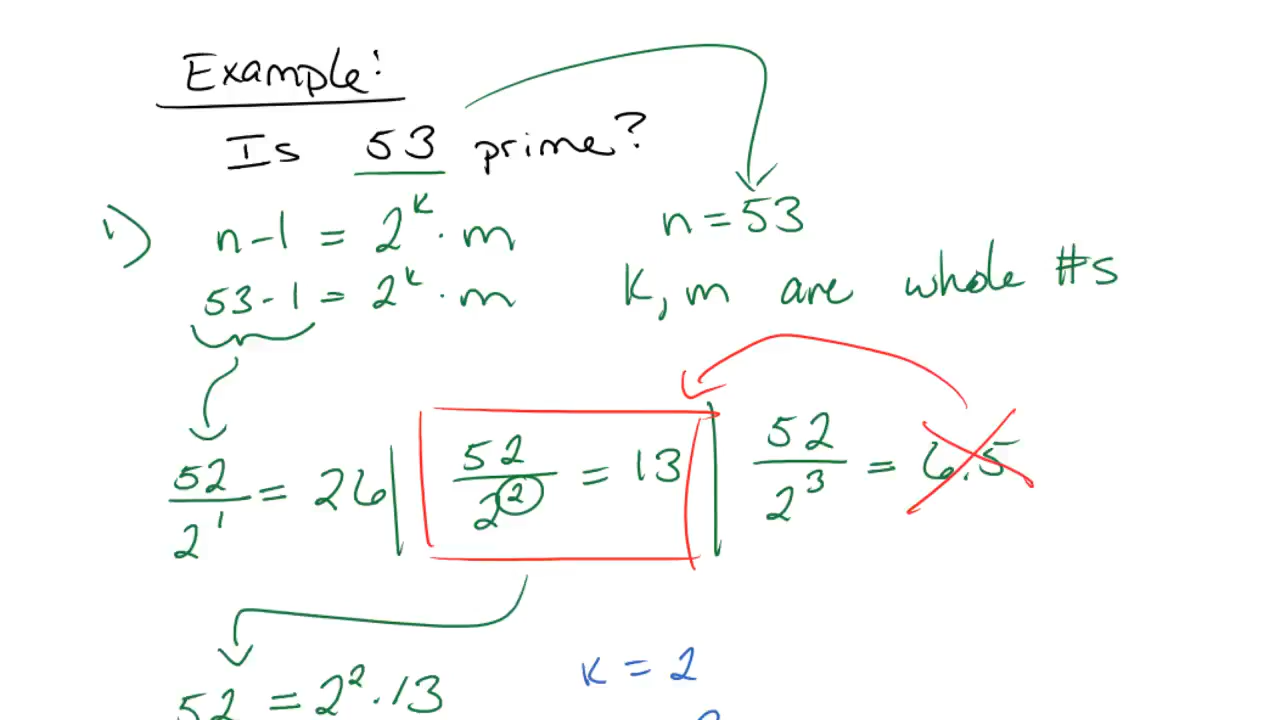 Example:
Is 53 prime?
1) n-1 = 2^k · m
n = 53
53-1 = 2^k · m
k, m are whole #s
52/2^1 = 26 | 52/2^2 = 13 | 52/2^3 = 6.5
52 = 2^2 · 13
k = 2